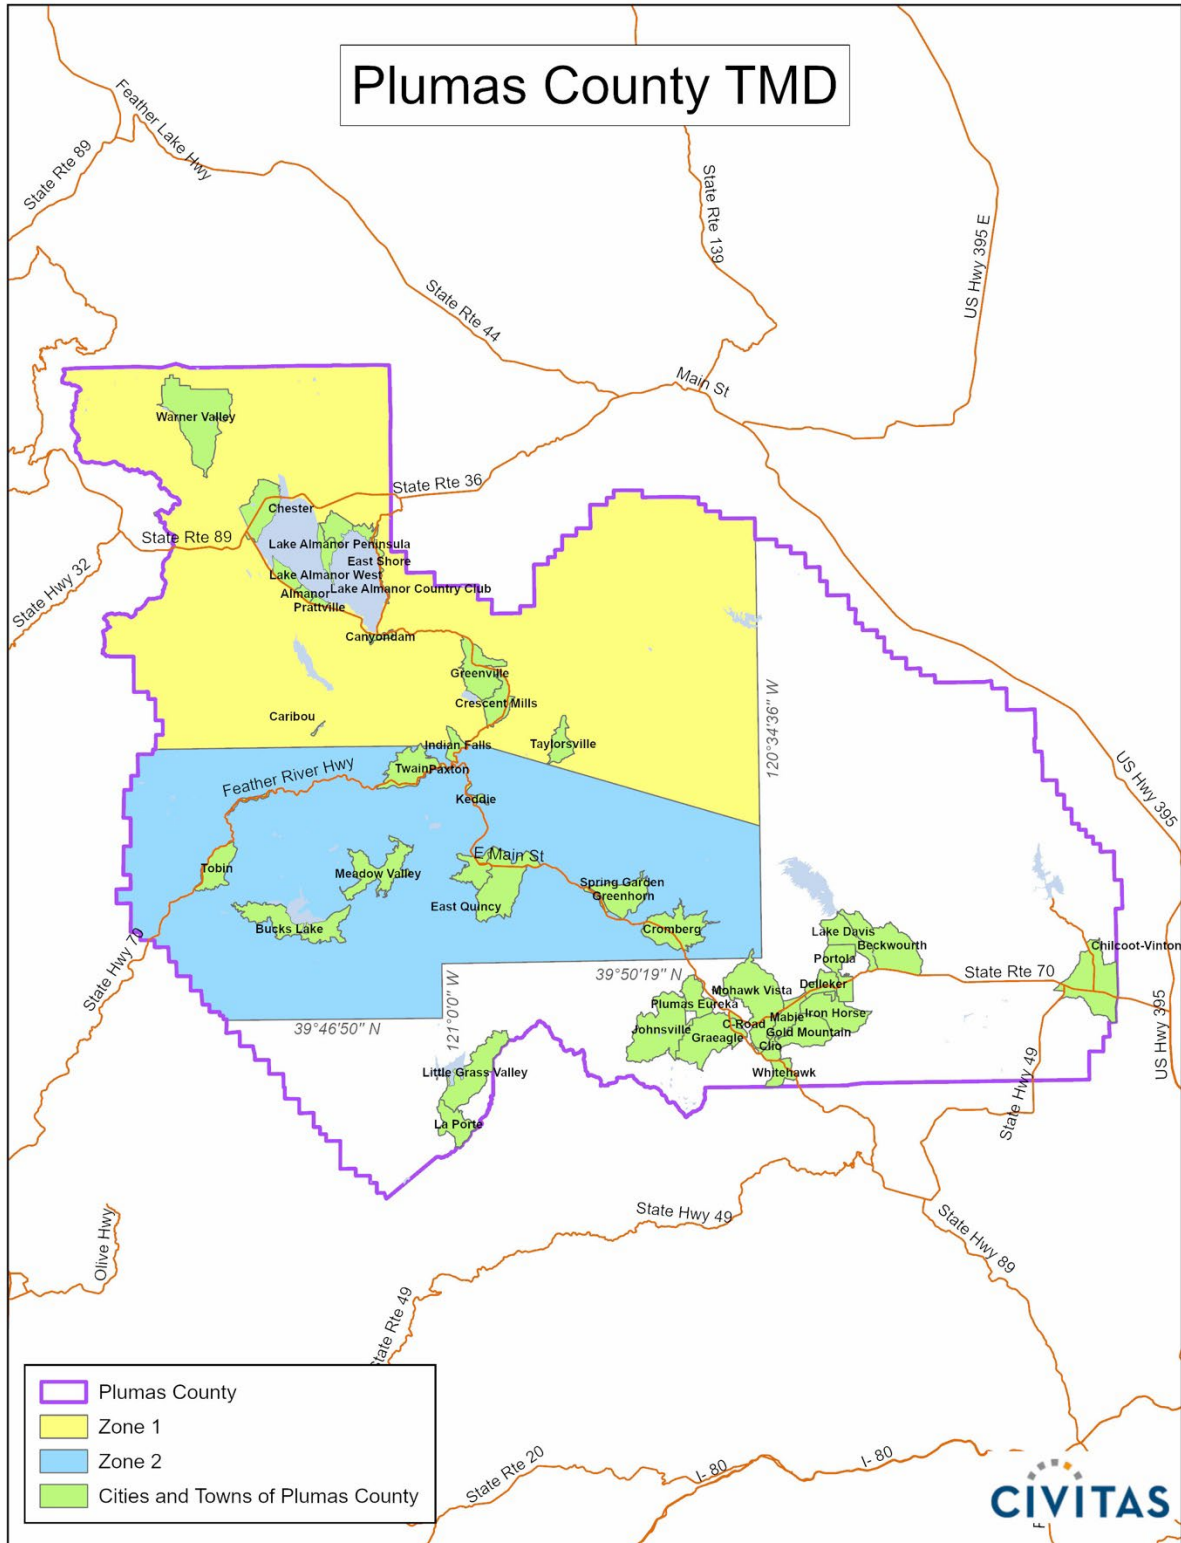 Plumas County TMD
Feather Lake Hwy
State Rte 89
State Rte 139
US Hwy 395 E
State Rte 44
Main St
Warner Valley
State Rte 36
Chester
State Rte 89
Lake Almanor Peninsula
East Shore
State Hwy 32
Lake Almanor West
Lake Almanor Country Club
Almanor
Prattville
Canyondam
Greenville
Crescent Mills
120°34'36" W
Caribou
Indian Falls
Taylorsville
Feather River Hwy
Twain
Paxton
US Hwy 395
Keddie
E Main St
Tobin
Meadow Valley
Spring Garden
Greenhorn
East Quincy
Bucks Lake
Cromberg
Lake Davis
Beckwourth
Chilcoot-Vinton
State Hwy 70
Portola
39°50'19" N
State Rte 70
Delleker
Mohawk Vista
Plumas Eureka
121°0'0" W
Iron Horse
Mabie
39°46'50" N
Johnsville
C-Road
Gold Mountain
Graeagle
Clio
US Hwy 395
Little Grass Valley
Whitehawk
State Hwy 49
La Porte
State Hwy 49
Olive Hwy
State Hwy 89
State Rte 49
Plumas County
Zone 1
Zone 2
Cities and Towns of Plumas County
State Rte 20
I- 80
I- 80
CIVITAS